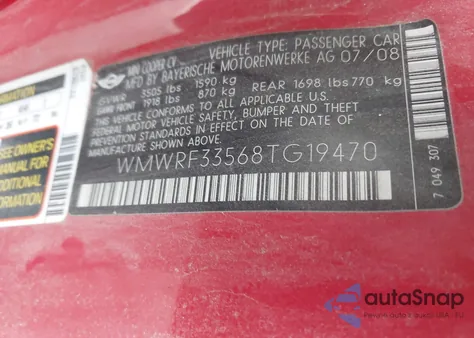 MINI COOPER CV VEHICLE TYPE: PASSENGER CAR
MFD BY BAYERISCHE MOTORENWERKE AG 07/08
GVWR 3505 lbs 1590 kg
GAWR FRONT 1918 lbs 870 kg REAR 1698 lbs 770 kg
THIS VEHICLE CONFORMS TO ALL APPLICABLE
U.S. FEDERAL MOTOR VEHICLE SAFETY,
BUMPER, AND THEFT PREVENTION
STANDARDS IN EFFECT ON THE DATE OF
MANUFACTURE SHOWN ABOVE.
WMWRF33568TG19470
7 049 307
SEE OWNER'S
MANUAL FOR
ADDITIONAL
INFORMATION
autoSnap